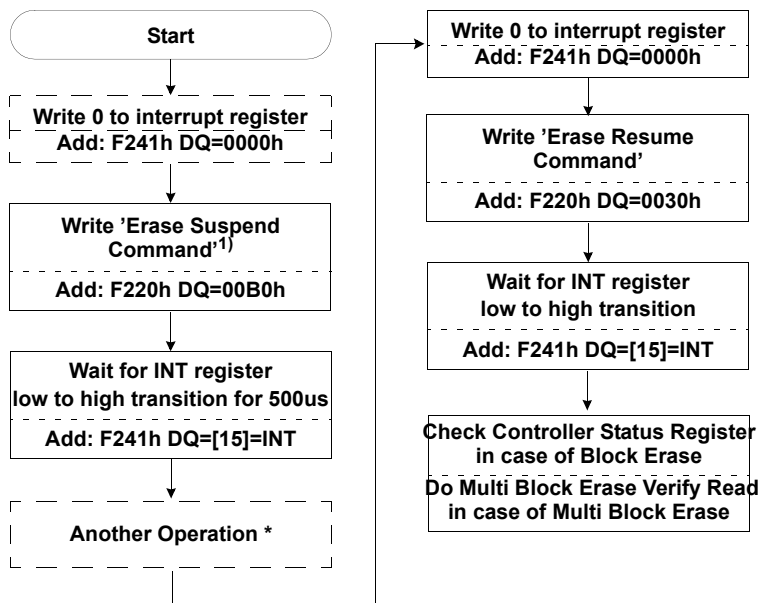 Start
Write 0 to interrupt register
Add: F241h DQ=0000h
Write 'Erase Suspend
Command'1)
Add: F220h DQ=00B0h
Wait for INT register
low to high transition for 500us
Add: F241h DQ=[15]=INT
Another Operation *
Write 0 to interrupt register
Add: F241h DQ=0000h
Write 'Erase Resume
Command'
Add: F220h DQ=0030h
Wait for INT register
low to high transition
Add: F241h DQ=[15]=INT
Check Controller Status Register
in case of Block Erase
Do Multi Block Erase Verify Read
in case of Multi Block Erase